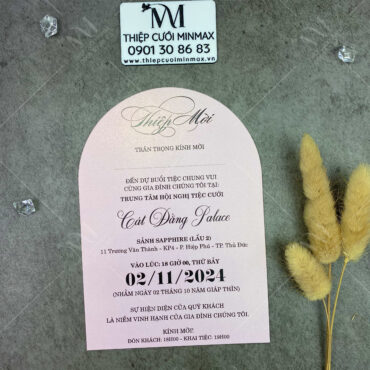 NM
THIỆP CƯỚI MINMAX
0901 30 86 83
www.thiepcuoiminmax.vn
Thiệp Mời
TRÂN TRỌNG KÍNH MỜI
ĐẾN DỰ BUỔI TIỆC CHUNG VUI
CÙNG GIA ĐÌNH CHÚNG TÔI TẠI:
TRUNG TÂM HỘI NGHỊ TIỆC CƯỚI
Cát Đằng Palace
SẢNH SAPPHIRE (LẦU 2)
11 Trương Văn Thành - KP4 - P. Hiệp Phú - TP. Thủ Đức
VÀO LÚC: 18 GIỜ 00, THỨ BẢY
02/11/2024
(NHẰM NGÀY 02 THÁNG 10 NĂM GIÁP THÌN)
SỰ HIỆN DIỆN CỦA QUÝ KHÁCH
LÀ NIỀM VINH HẠNH CỦA GIA ĐÌNH CHÚNG TÔI.
KÍNH MỜI.
ĐÓN KHÁCH: 18H00 - KHAI TIỆC: 19H00